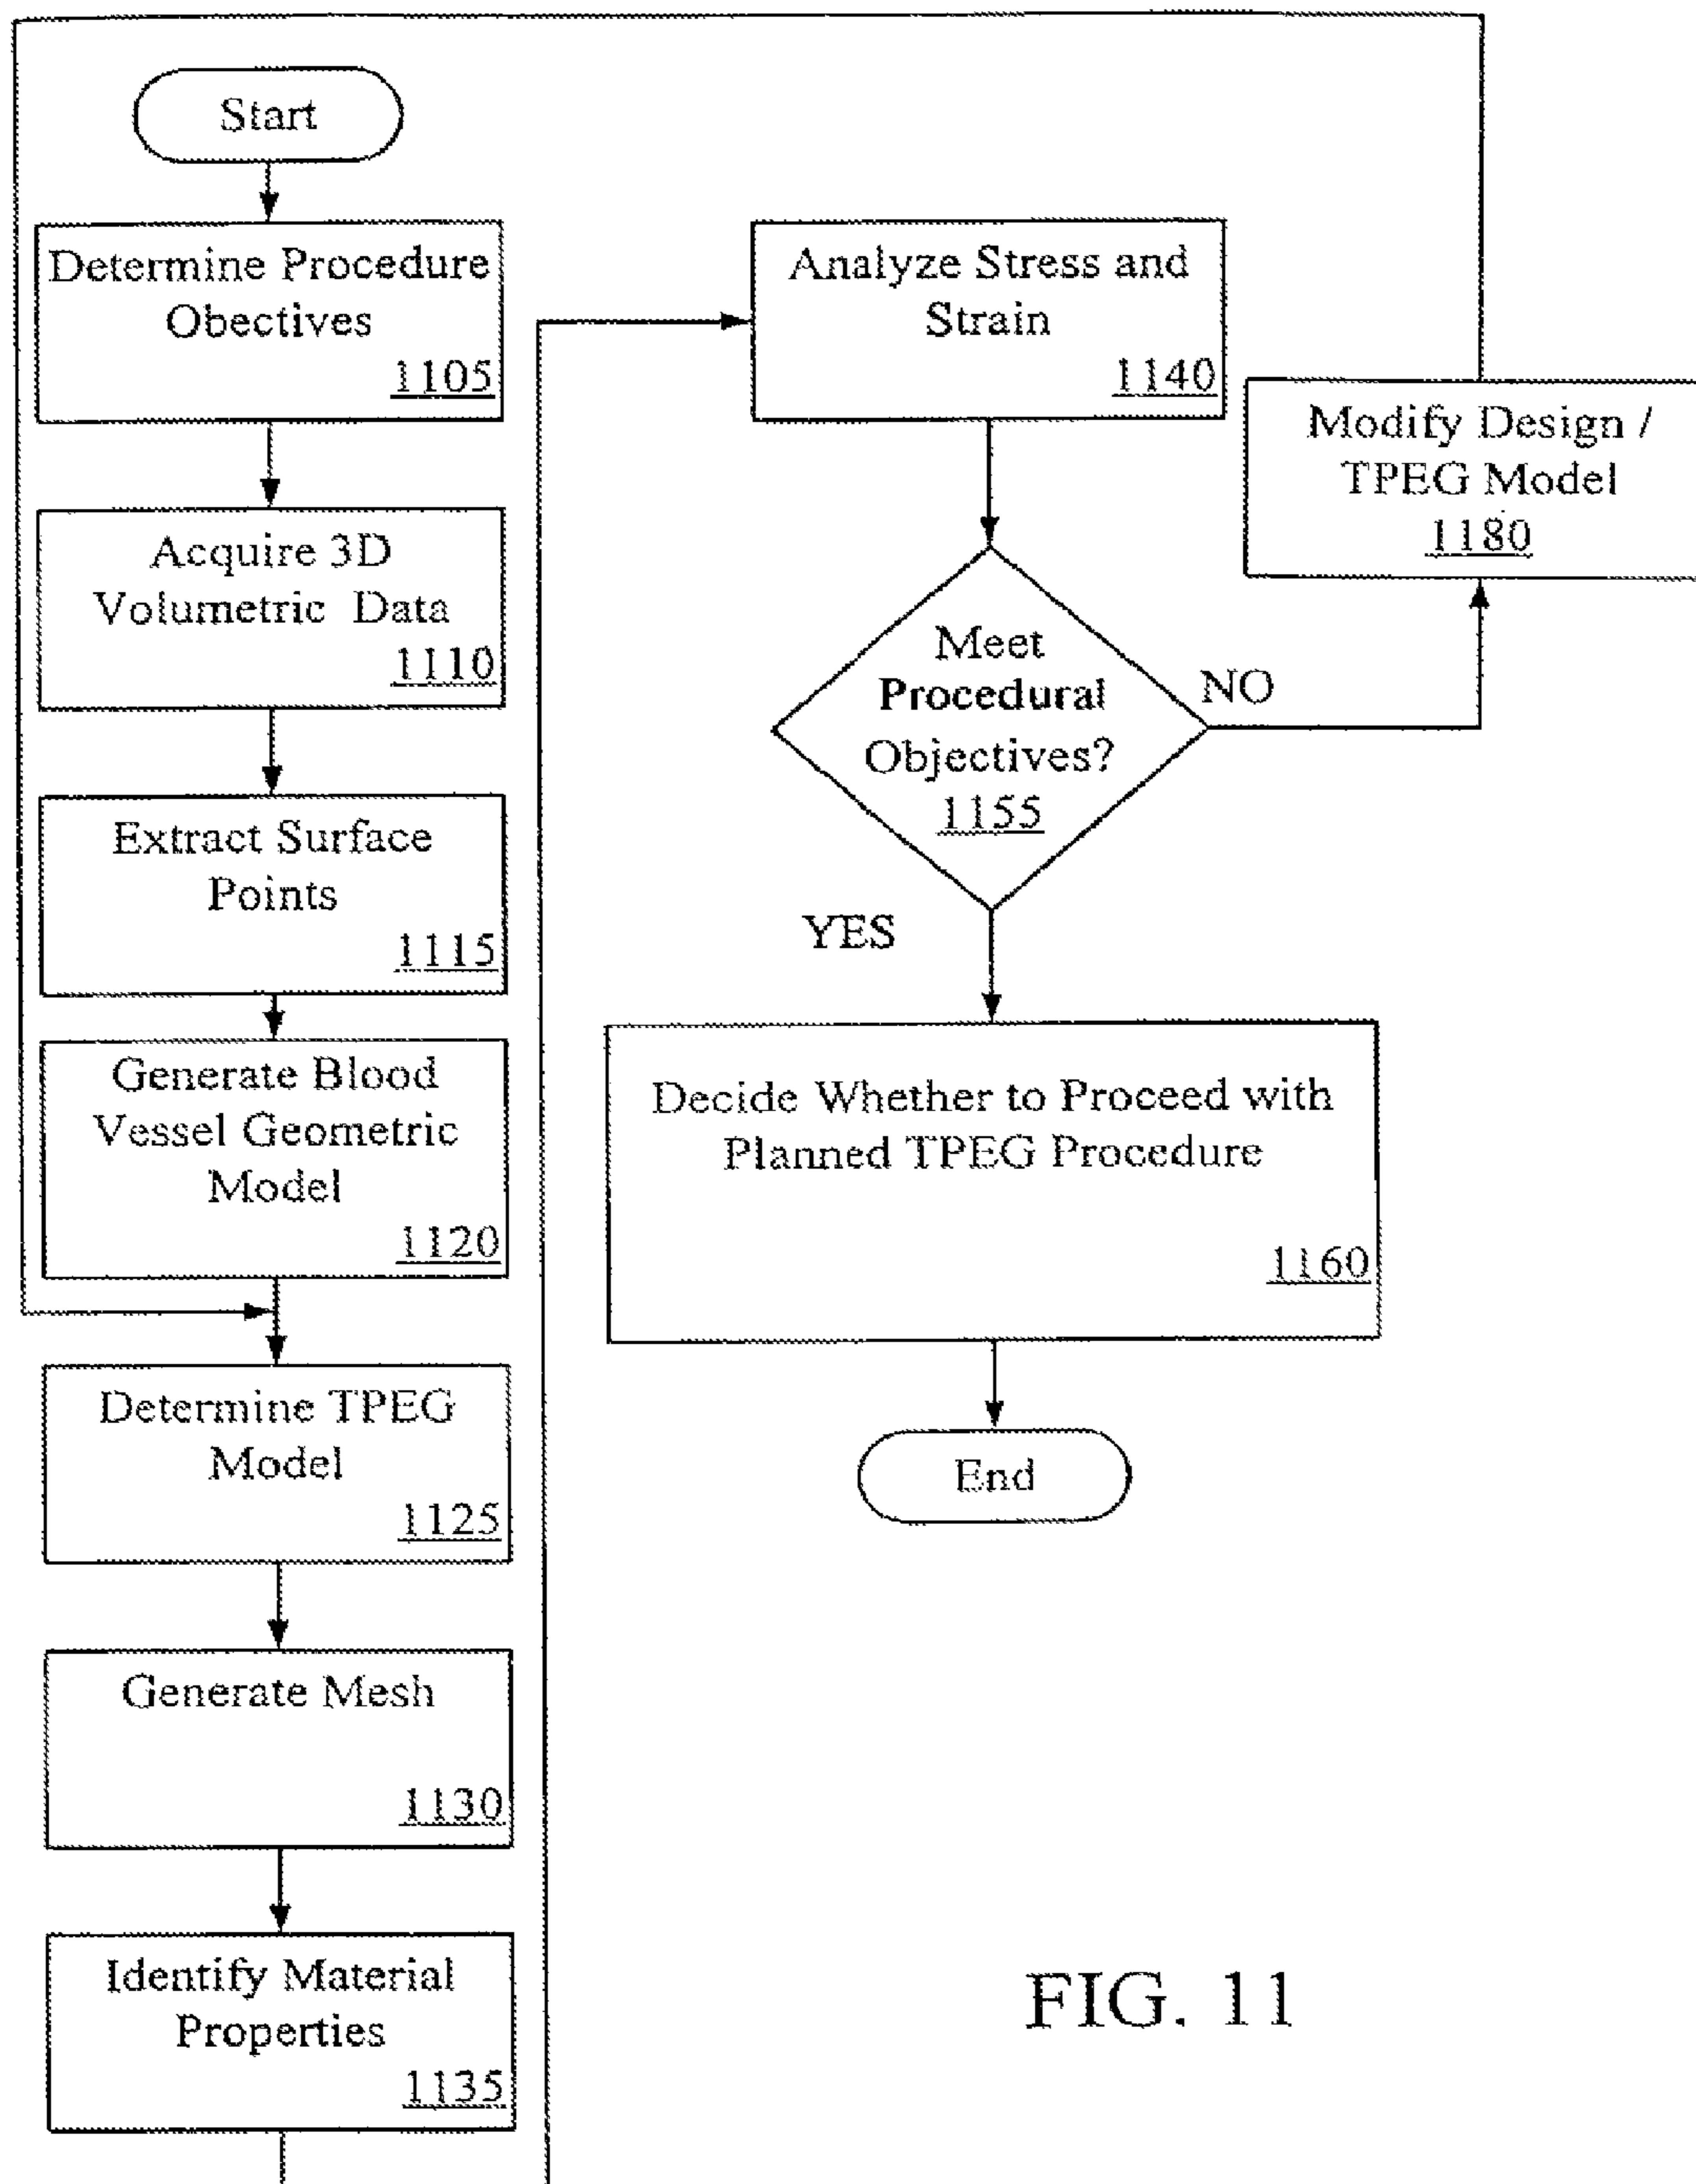 Start
Determine Procedure
Obectives
1105
Acquire 3D
Volumetric Data
1110
Extract Surface
Points
1115
Generate Blood
Vessel Geometric
Model
1120
Determine TPEG
Model
1125
Generate Mesh
1130
Identify Material
Properties
1135
Analyze Stress and
Strain
1140
Meet
Procedural
Objectives?
1155
NO
YES
Modify Design /
TPEG Model
1180
Decide Whether to Proceed with
Planned TPEG Procedure
1160
End
FIG. 11